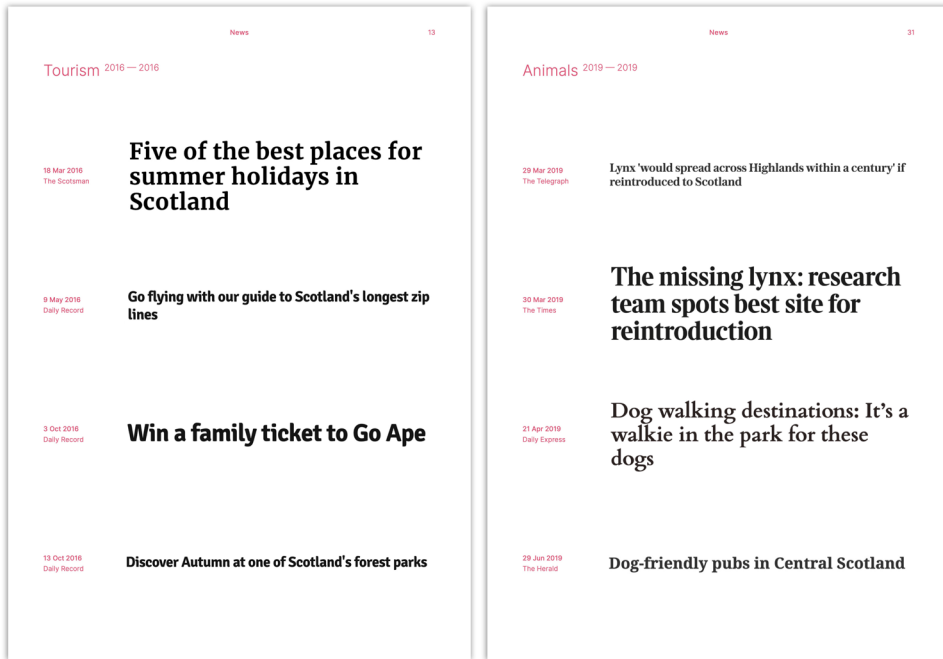 News
13
Tourism 2016 — 2016
18 Mar 2016
The Scotsman
Five of the best places for
summer holidays in
Scotland
9 May 2016
Daily Record
Go flying with our guide to Scotland's longest zip
lines
3 Oct 2016
Daily Record
Win a family ticket to Go Ape
13 Oct 2016
Daily Record
Discover Autumn at one of Scotland's forest parks
News
31
Animals 2019 — 2019
29 Mar 2019
The Telegraph
Lynx 'would spread across Highlands within a century' if
reintroduced to Scotland
30 Mar 2019
The Times
The missing lynx: research
team spots best site for
reintroduction
21 Apr 2019
Daily Express
Dog walking destinations: It’s a
walkie in the park for these
dogs
29 Jun 2019
The Herald
Dog-friendly pubs in Central Scotland